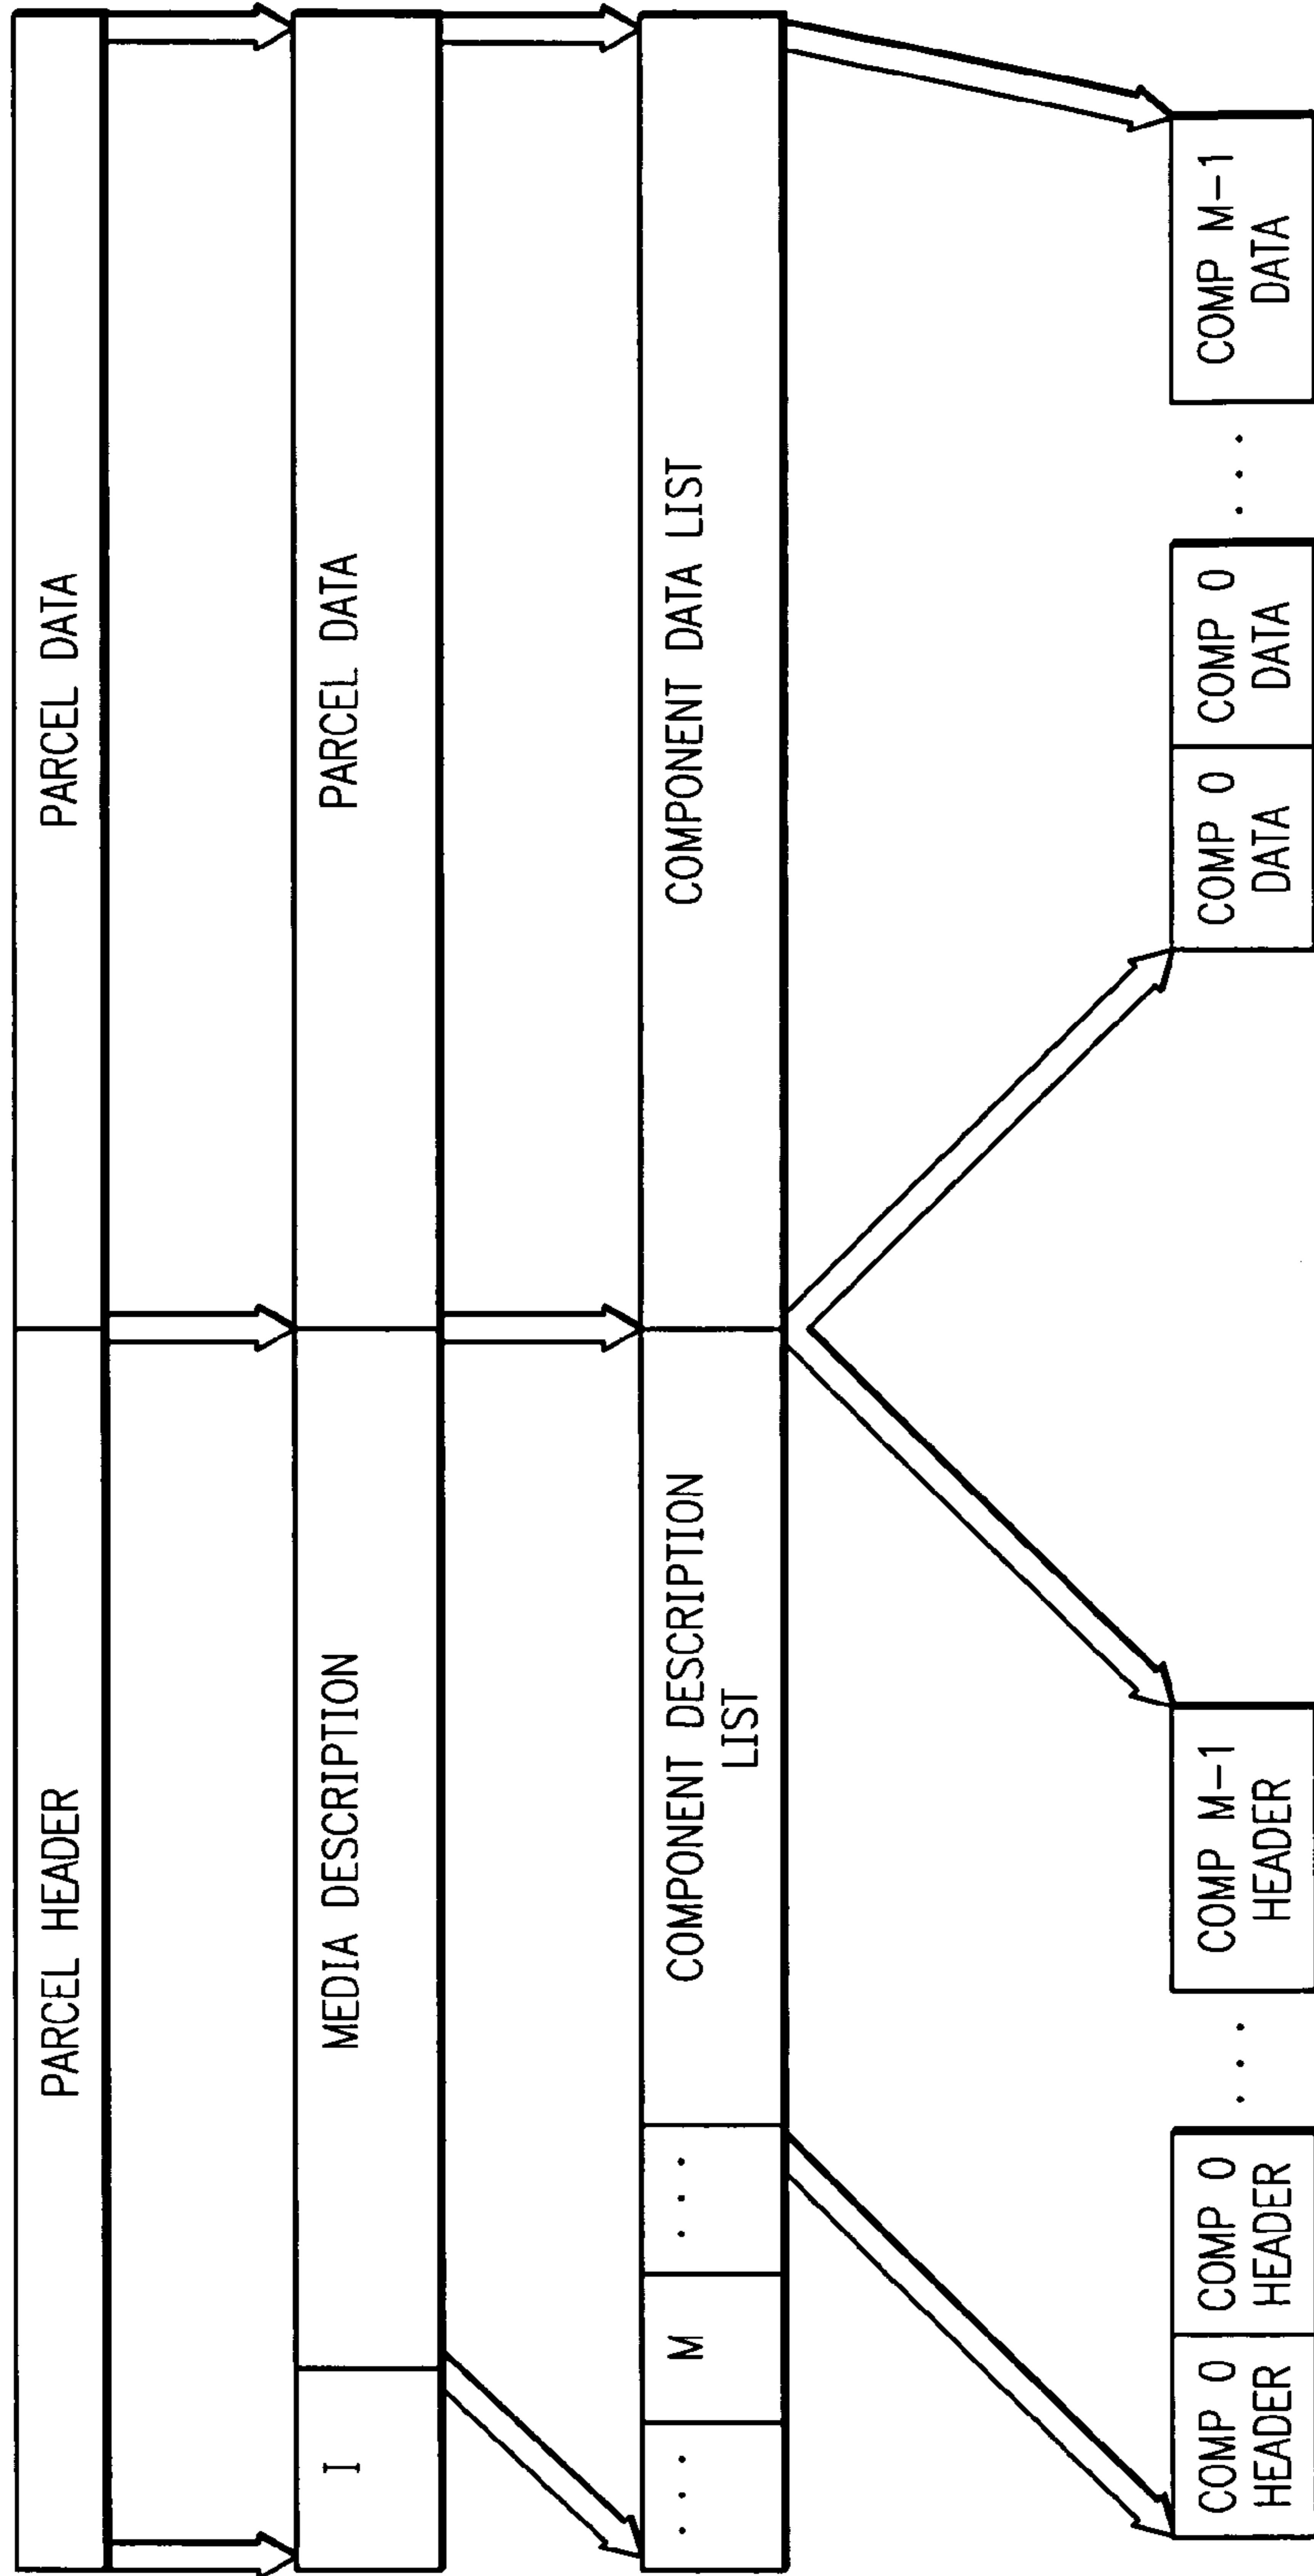 PARCEL HEADER
PARCEL DATA
I
MEDIA DESCRIPTION
PARCEL DATA
. . .
M
. . .
COMPONENT DESCRIPTION
LIST
COMPONENT DATA LIST
COMP 0
HEADER
COMP 0
HEADER
. . .
COMP M-1
HEADER
COMP 0
DATA
COMP 0
DATA
. . .
COMP M-1
DATA